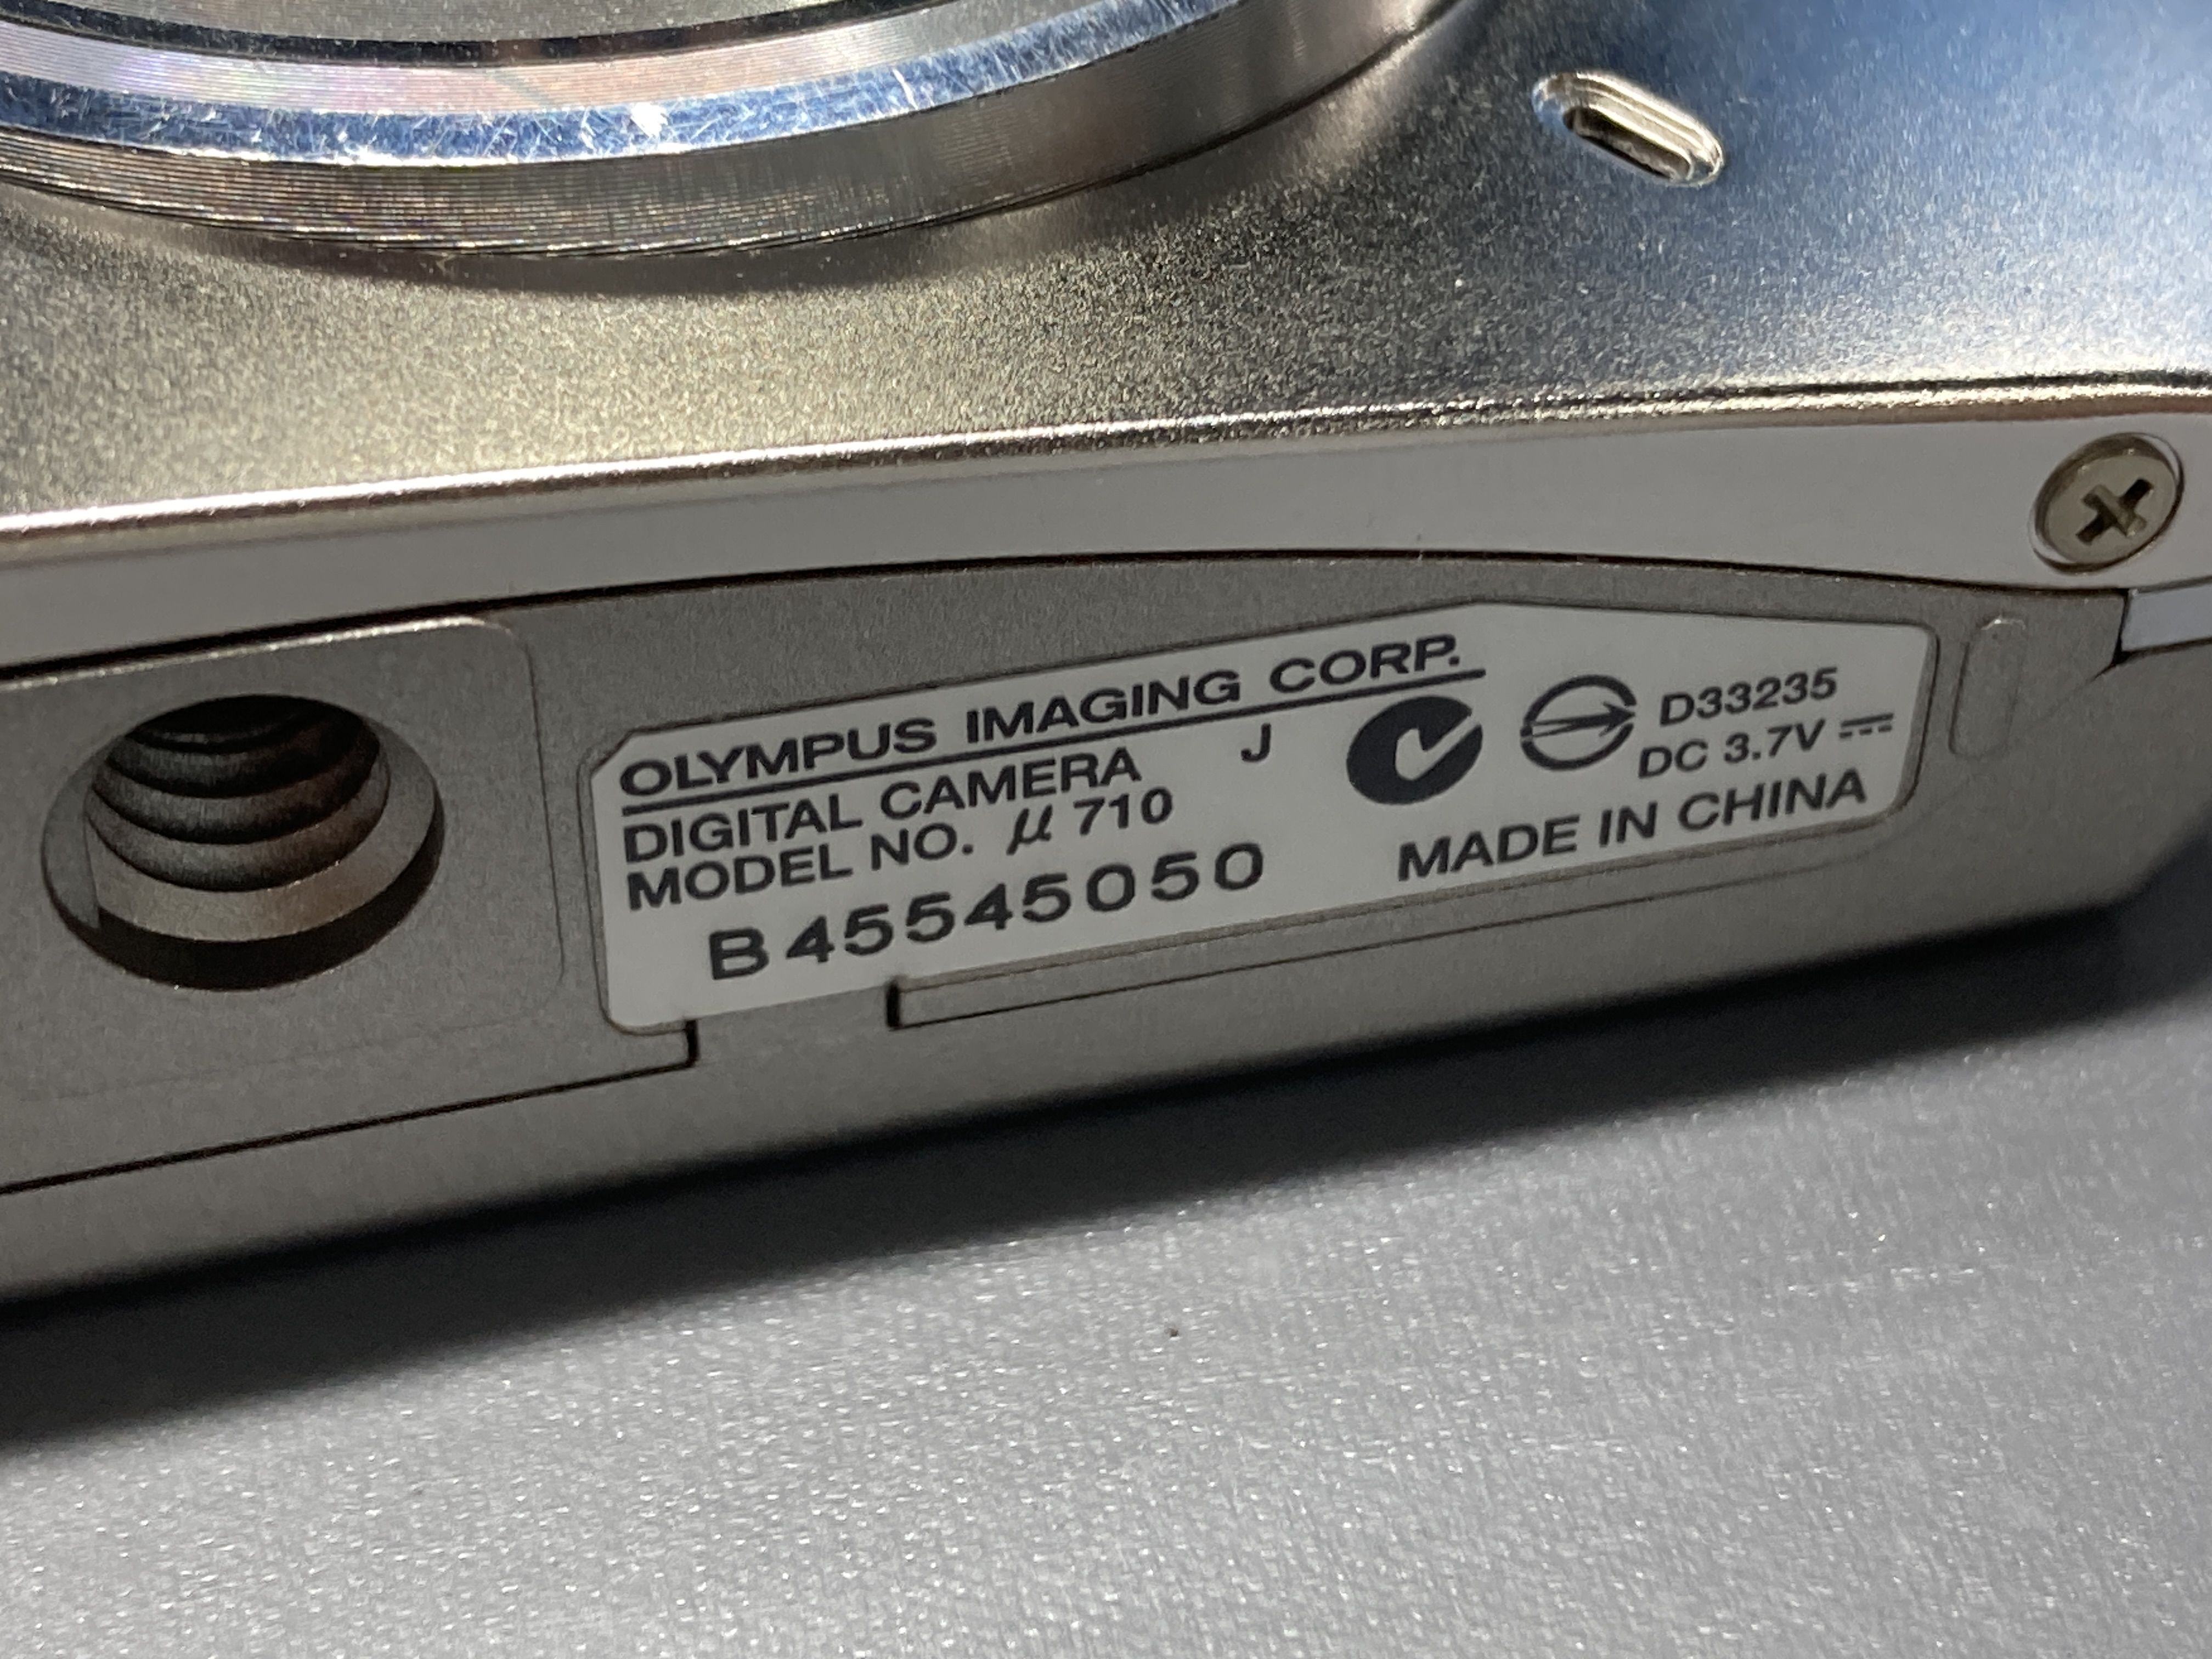 OLYMPUS IMAGING CORP.
DIGITAL CAMERA J
MODEL NO. μ 710
B45545050
D33235
DC 3.7V ⎓
MADE IN CHINA